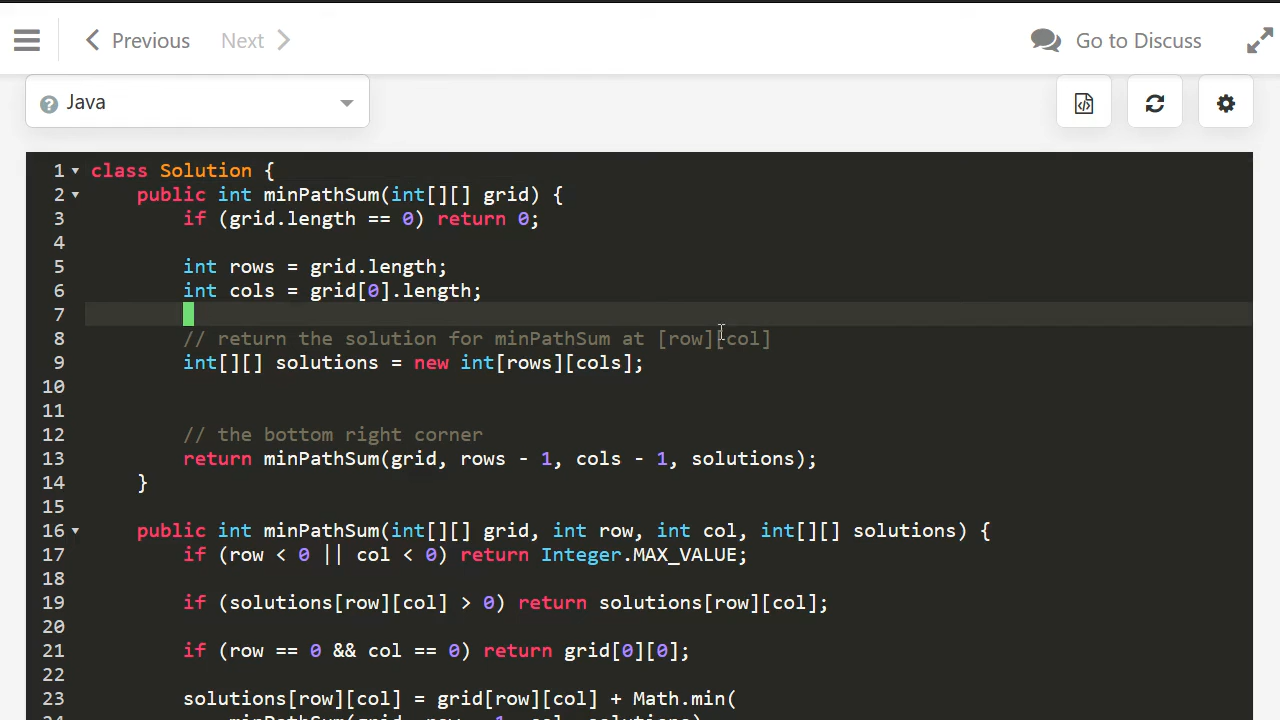 Previous Next Go to Discuss
Java
1 class Solution {
2 public int minPathSum(int[][] grid) {
3 if (grid.length == 0) return 0;
4
5 int rows = grid.length;
6 int cols = grid[0].length;
7
8 // return the solution for minPathSum at [row][col]
9 int[][] solutions = new int[rows][cols];
10
11
12 // the bottom right corner
13 return minPathSum(grid, rows - 1, cols - 1, solutions);
14 }
15
16 public int minPathSum(int[][] grid, int row, int col, int[][] solutions) {
17 if (row < 0 || col < 0) return Integer.MAX_VALUE;
18
19 if (solutions[row][col] > 0) return solutions[row][col];
20
21 if (row == 0 && col == 0) return grid[0][0];
22
23 solutions[row][col] = grid[row][col] + Math.min(